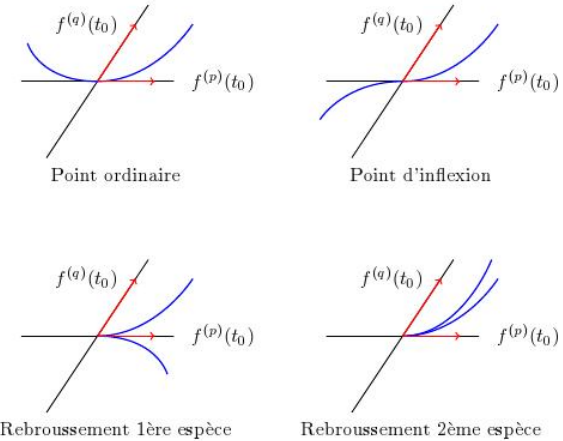 f^(q)(t_0) f^(q)(t_0)
f^(p)(t_0) f^(p)(t_0)
Point ordinaire Point d'inflexion
f^(q)(t_0) f^(q)(t_0)
f^(p)(t_0) f^(p)(t_0)
Rebroussement 1ère espèce Rebroussement 2ème espèce